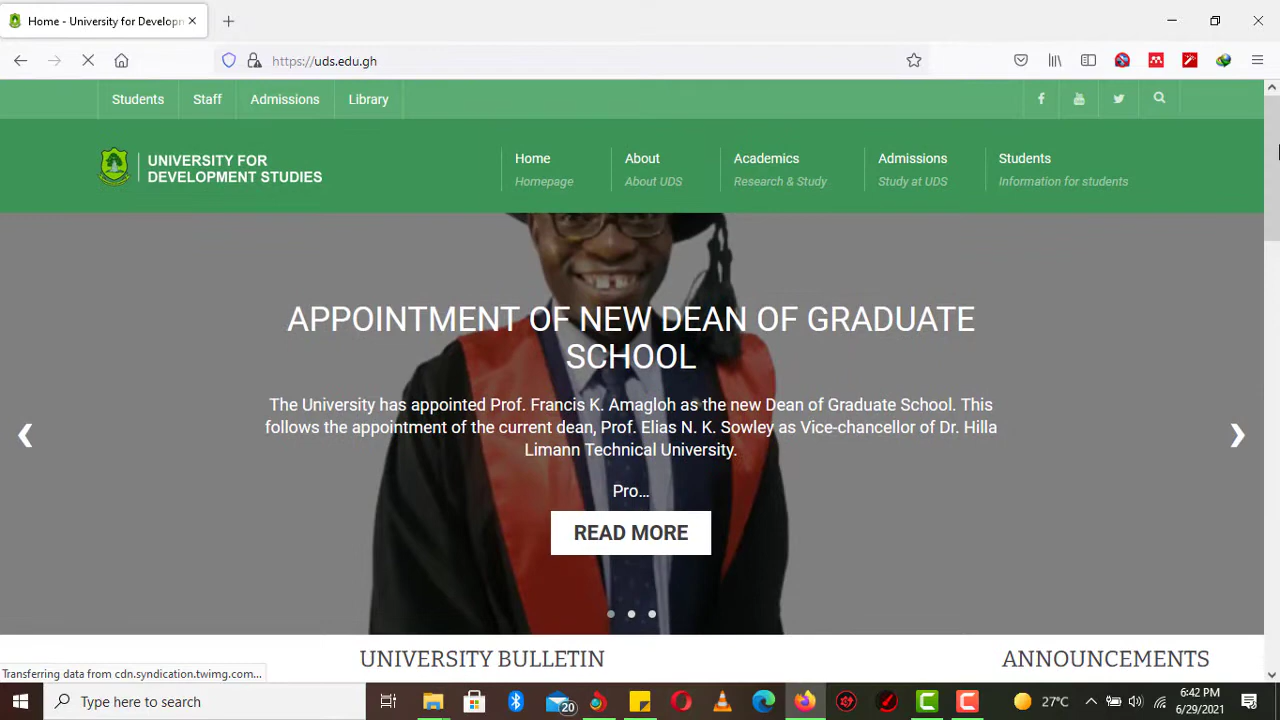 Home - University for Developn
https://uds.edu.gh
Students
Staff
Admissions
Library
UNIVERSITY FOR
DEVELOPMENT STUDIES
Home
Homepage
About
About UDS
Academics
Research & Study
Admissions
Study at UDS
Students
Information for students
APPOINTMENT OF NEW DEAN OF GRADUATE
SCHOOL
The University has appointed Prof. Francis K. Amagloh as the new Dean of Graduate School. This
follows the appointment of the current dean, Prof. Elias N. K. Sowley as Vice-chancellor of Dr. Hilla
Limann Technical University.
Pro...
READ MORE
UNIVERSITY BULLETIN
ANNOUNCEMENTS
Transferring data from cdn.syndication.twimg.com...
Type here to search
20
27°C
6:42 PM
6/29/2021